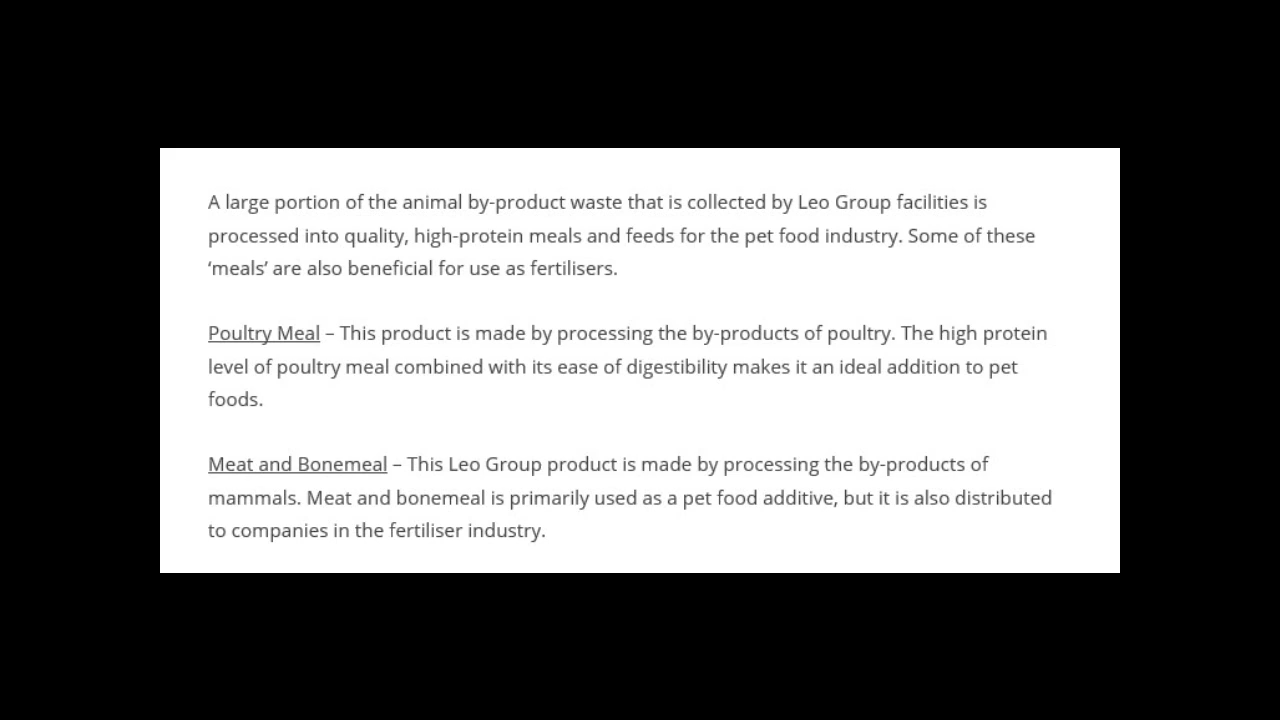 A large portion of the animal by-product waste that is collected by Leo Group facilities is
processed into quality, high-protein meals and feeds for the pet food industry. Some of these
‘meals’ are also beneficial for use as fertilisers.
Poultry Meal – This product is made by processing the by-products of poultry. The high protein
level of poultry meal combined with its ease of digestibility makes it an ideal addition to pet
foods.
Meat and Bonemeal – This Leo Group product is made by processing the by-products of
mammals. Meat and bonemeal is primarily used as a pet food additive, but it is also distributed
to companies in the fertiliser industry.